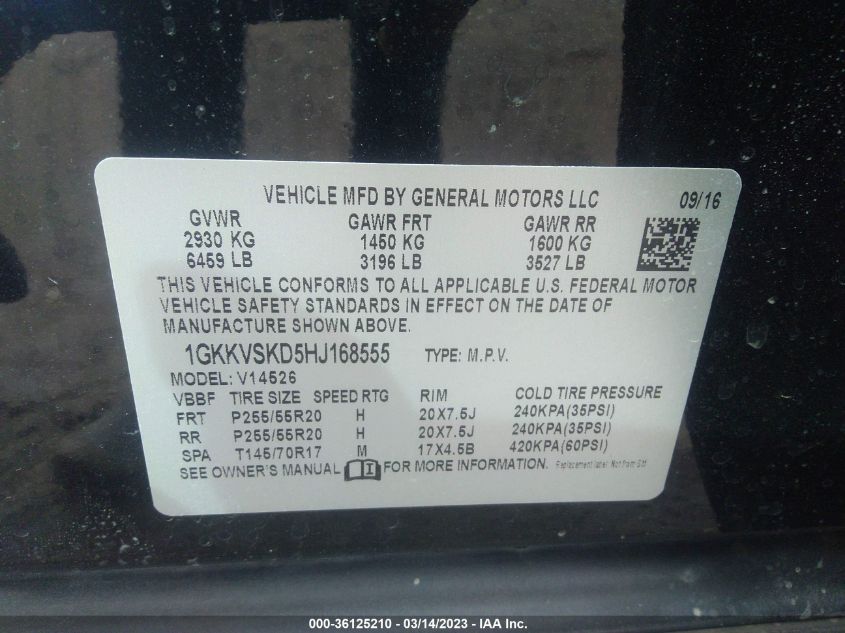 VEHICLE MFD BY GENERAL MOTORS LLC 09/16
GVWR GAWR FRT GAWR RR
2930 KG 1450 KG 1600 KG
6459 LB 3196 LB 3527 LB
THIS VEHICLE CONFORMS TO ALL APPLICABLE U.S. FEDERAL MOTOR
VEHICLE SAFETY STANDARDS IN EFFECT ON THE DATE OF
MANUFACTURE SHOWN ABOVE.
1GKKVSKD5HJ168555 TYPE: M.P.V.
MODEL: V14526
VBBF TIRE SIZE SPEED RTG RIM COLD TIRE PRESSURE
FRT P255/55R20 H 20X7.5J 240KPA(35PSI)
RR P255/55R20 H 20X7.5J 240KPA(35PSI)
SPA T145/70R17 M 17X4.5B 420KPA(60PSI)
SEE OWNER'S MANUAL FOR MORE INFORMATION. Replacement label Not From
000-36125210 - 03/14/2023 - IAA Inc.